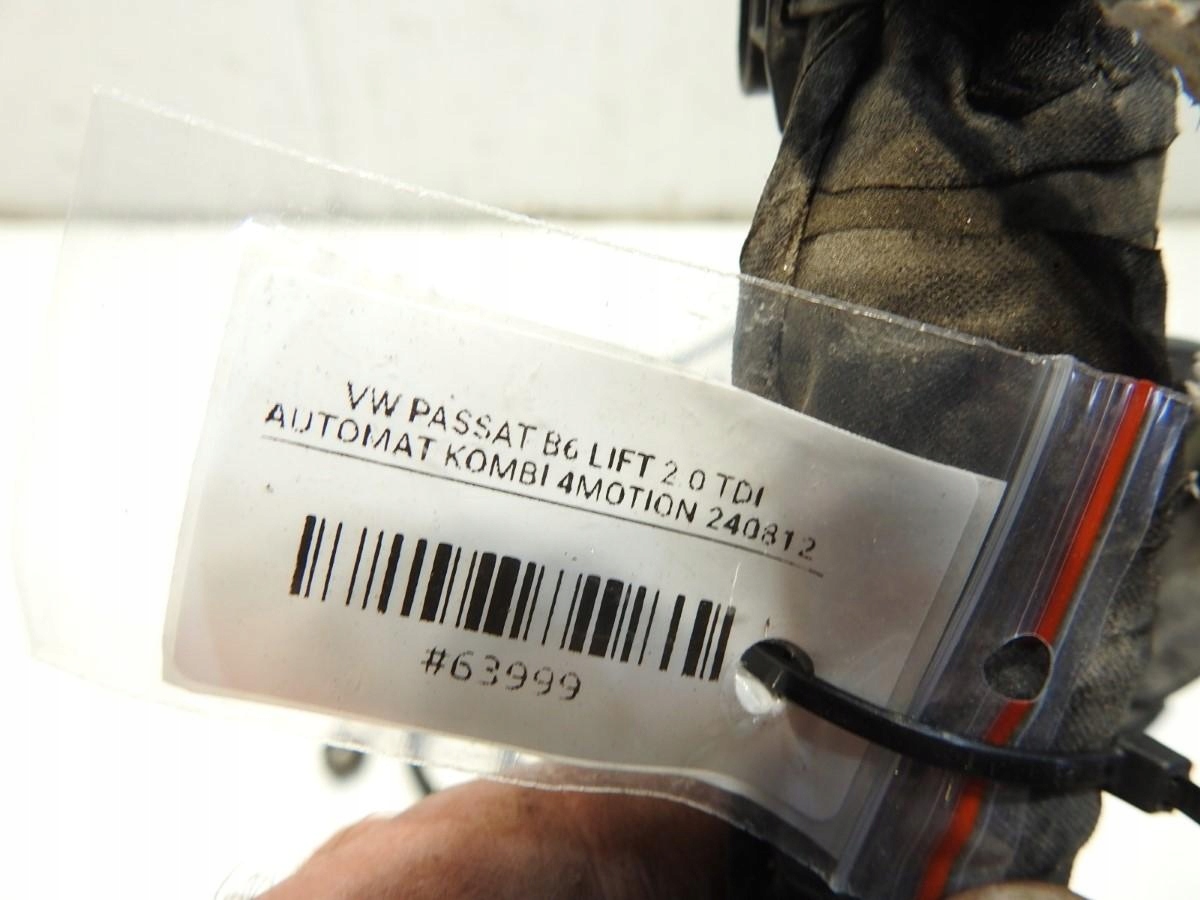 VW PASSAT B6 LIFT 2.0 TDI
AUTOMAT KOMBI 4MOTION 240812
#63999